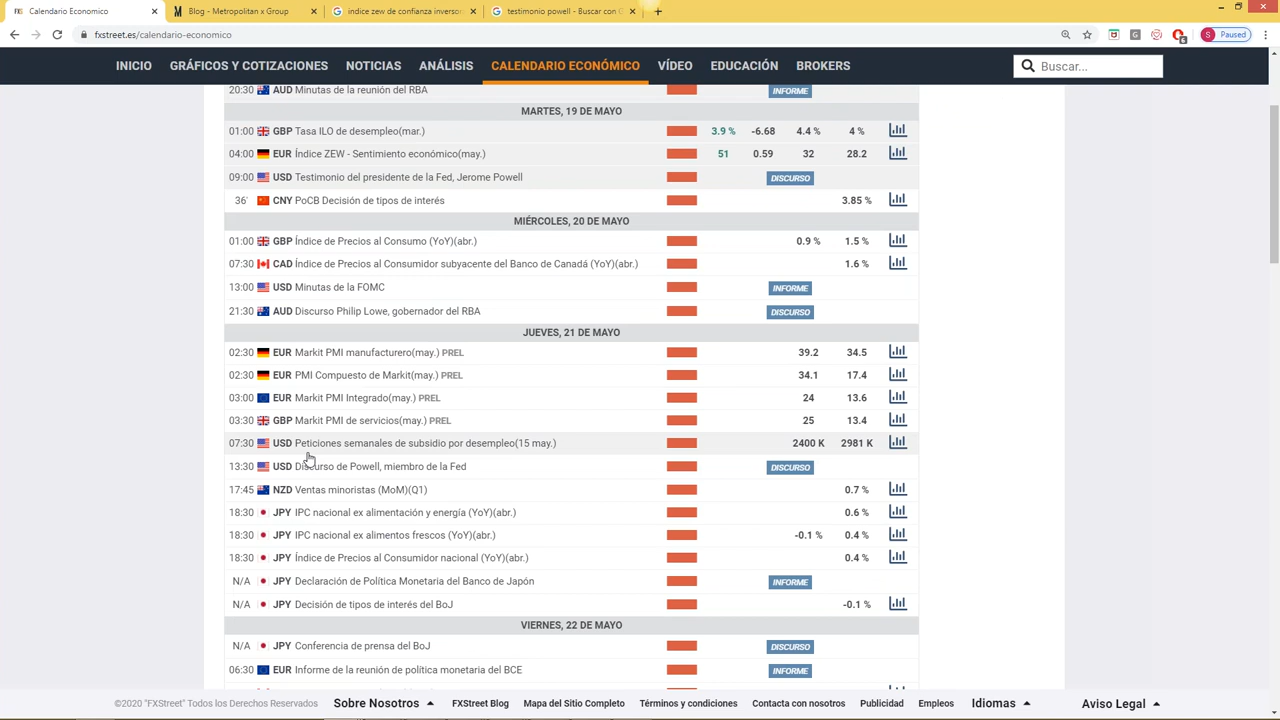 Calendario Economico
Blog - Metropolitan x Group
índice zew de confianza inversor
testimonio powell - Buscar con G
fxstreet.es/calendario-economico
Paused
INICIO GRÁFICOS Y COTIZACIONES NOTICIAS ANÁLISIS CALENDARIO ECONÓMICO VÍDEO EDUCACIÓN BROKERS Buscar...
20:30 AUD Minutas de la reunión del RBA INFORME
MARTES, 19 DE MAYO
01:00 GBP Tasa ILO de desempleo(mar.) 3.9 % -6.68 4.4 % 4 %
04:00 EUR Índice ZEW - Sentimiento económico(may.) 51 0.59 32 28.2
09:00 USD Testimonio del presidente de la Fed, Jerome Powell DISCURSO
36' CNY PoCB Decisión de tipos de interés 3.85 %
MIÉRCOLES, 20 DE MAYO
01:00 GBP Índice de Precios al Consumo (YoY)(abr.) 0.9 % 1.5 %
07:30 CAD Índice de Precios al Consumidor subyacente del Banco de Canadá (YoY)(abr.) 1.6 %
13:00 USD Minutas de la FOMC INFORME
21:30 AUD Discurso Philip Lowe, gobernador del RBA DISCURSO
JUEVES, 21 DE MAYO
02:30 EUR Markit PMI manufacturero(may.) PREL 39.2 34.5
02:30 EUR PMI Compuesto de Markit(may.) PREL 34.1 17.4
03:00 EUR Markit PMI Integrado(may.) PREL 24 13.6
03:30 GBP Markit PMI de servicios(may.) PREL 25 13.4
07:30 USD Peticiones semanales de subsidio por desempleo(15 may.) 2400 K 2981 K
13:30 USD Discurso de Powell, miembro de la Fed DISCURSO
17:45 NZD Ventas minoristas (MoM)(Q1) 0.7 %
18:30 JPY IPC nacional ex alimentación y energía (YoY)(abr.) 0.6 %
18:30 JPY IPC nacional ex alimentos frescos (YoY)(abr.) -0.1 % 0.4 %
18:30 JPY Índice de Precios al Consumidor nacional (YoY)(abr.) 0.4 %
N/A JPY Declaración de Política Monetaria del Banco de Japón INFORME
N/A JPY Decisión de tipos de interés del BoJ -0.1 %
VIERNES, 22 DE MAYO
N/A JPY Conferencia de prensa del BoJ DISCURSO
06:30 EUR Informe de la reunión de política monetaria del BCE INFORME
©2020 "FXStreet" Todos los Derechos Reservados Sobre Nosotros FXStreet Blog Mapa del Sitio Completo Términos y condiciones Contacta con nosotros Publicidad Empleos Idiomas Aviso Legal